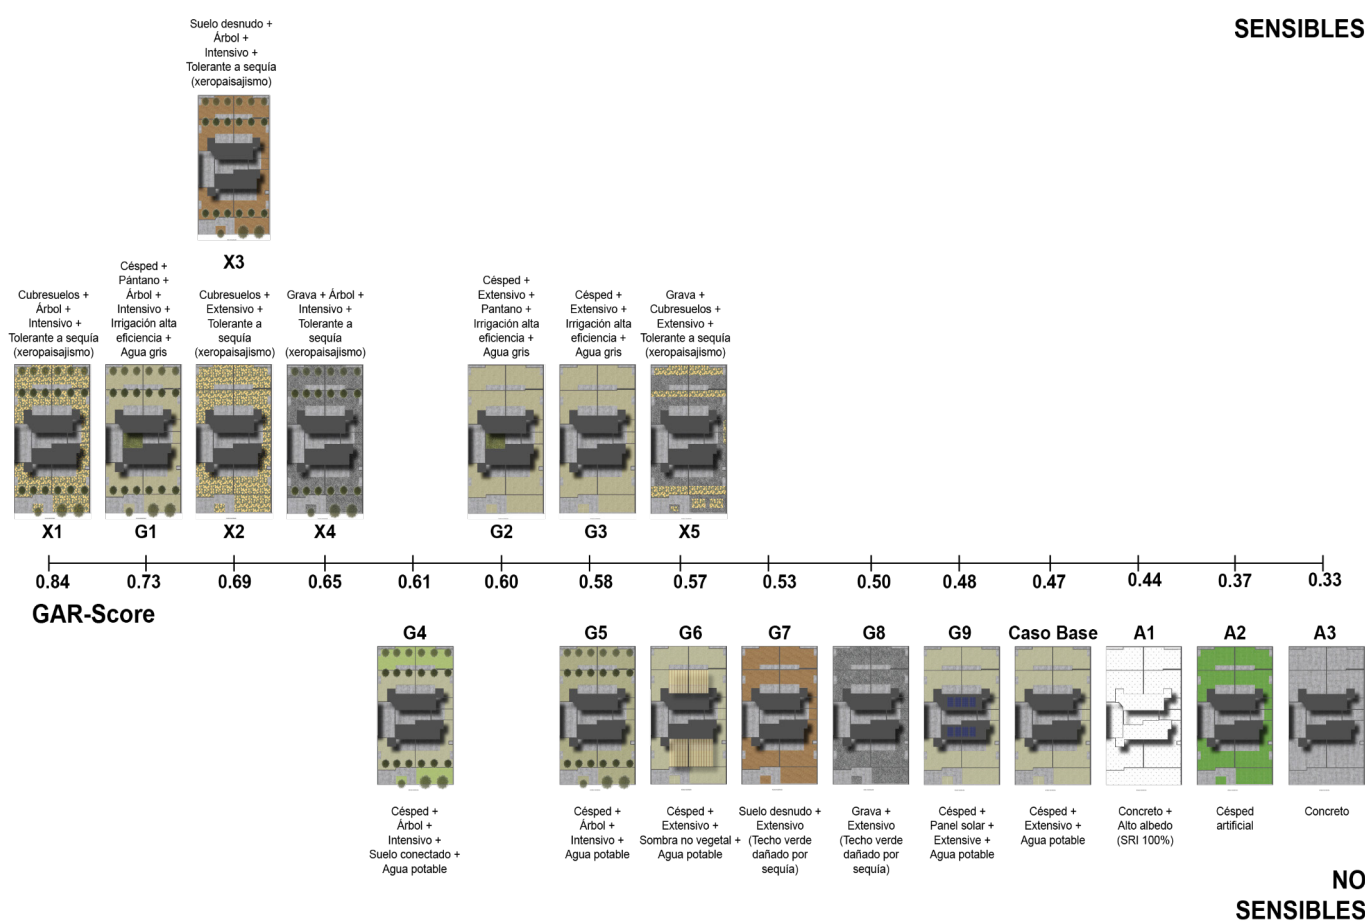 SENSIBLES
Suelo desnudo +
Árbol +
Intensivo +
Tolerante a sequía
(xeropaisajismo)
X3
Cubresuelos +
Árbol +
Intensivo +
Tolerante a sequía
(xeropaisajismo)
X1
Césped +
Pántano +
Árbol +
Intensivo +
Irrigación alta
eficiencia +
Agua gris
G1
Cubresuelos +
Extensivo +
Tolerante a
sequía
(xeropaisajismo)
X2
Grava + Árbol +
Intensivo +
Tolerante a
sequía
(xeropaisajismo)
X4
Césped +
Extensivo +
Pantano +
Irrigación alta
eficiencia +
Agua gris
G2
Césped +
Extensivo +
Irrigación alta
eficiencia +
Agua gris
G3
Grava +
Cubresuelos +
Extensivo +
Tolerante a sequía
(xeropaisajismo)
X5
0.84 0.73 0.69 0.65 0.61 0.60 0.58 0.57 0.53 0.50 0.48 0.47 0.44 0.37 0.33
GAR-Score
G4
Césped +
Árbol +
Intensivo +
Suelo conectado +
Agua potable
G5
Césped +
Árbol +
Intensivo +
Agua potable
G6
Césped +
Extensivo +
Sombra no vegetal +
Agua potable
G7
Suelo desnudo +
Extensivo
(Techo verde
dañado por
sequía)
G8
Grava +
Extensivo
(Techo verde
dañado por
sequía)
G9
Césped +
Panel solar +
Extensive +
Agua potable
Caso Base
Césped +
Extensivo +
Agua potable
A1
Concreto +
Alto albedo
(SRI 100%)
A2
Césped
artificial
A3
Concreto
NO
SENSIBLES